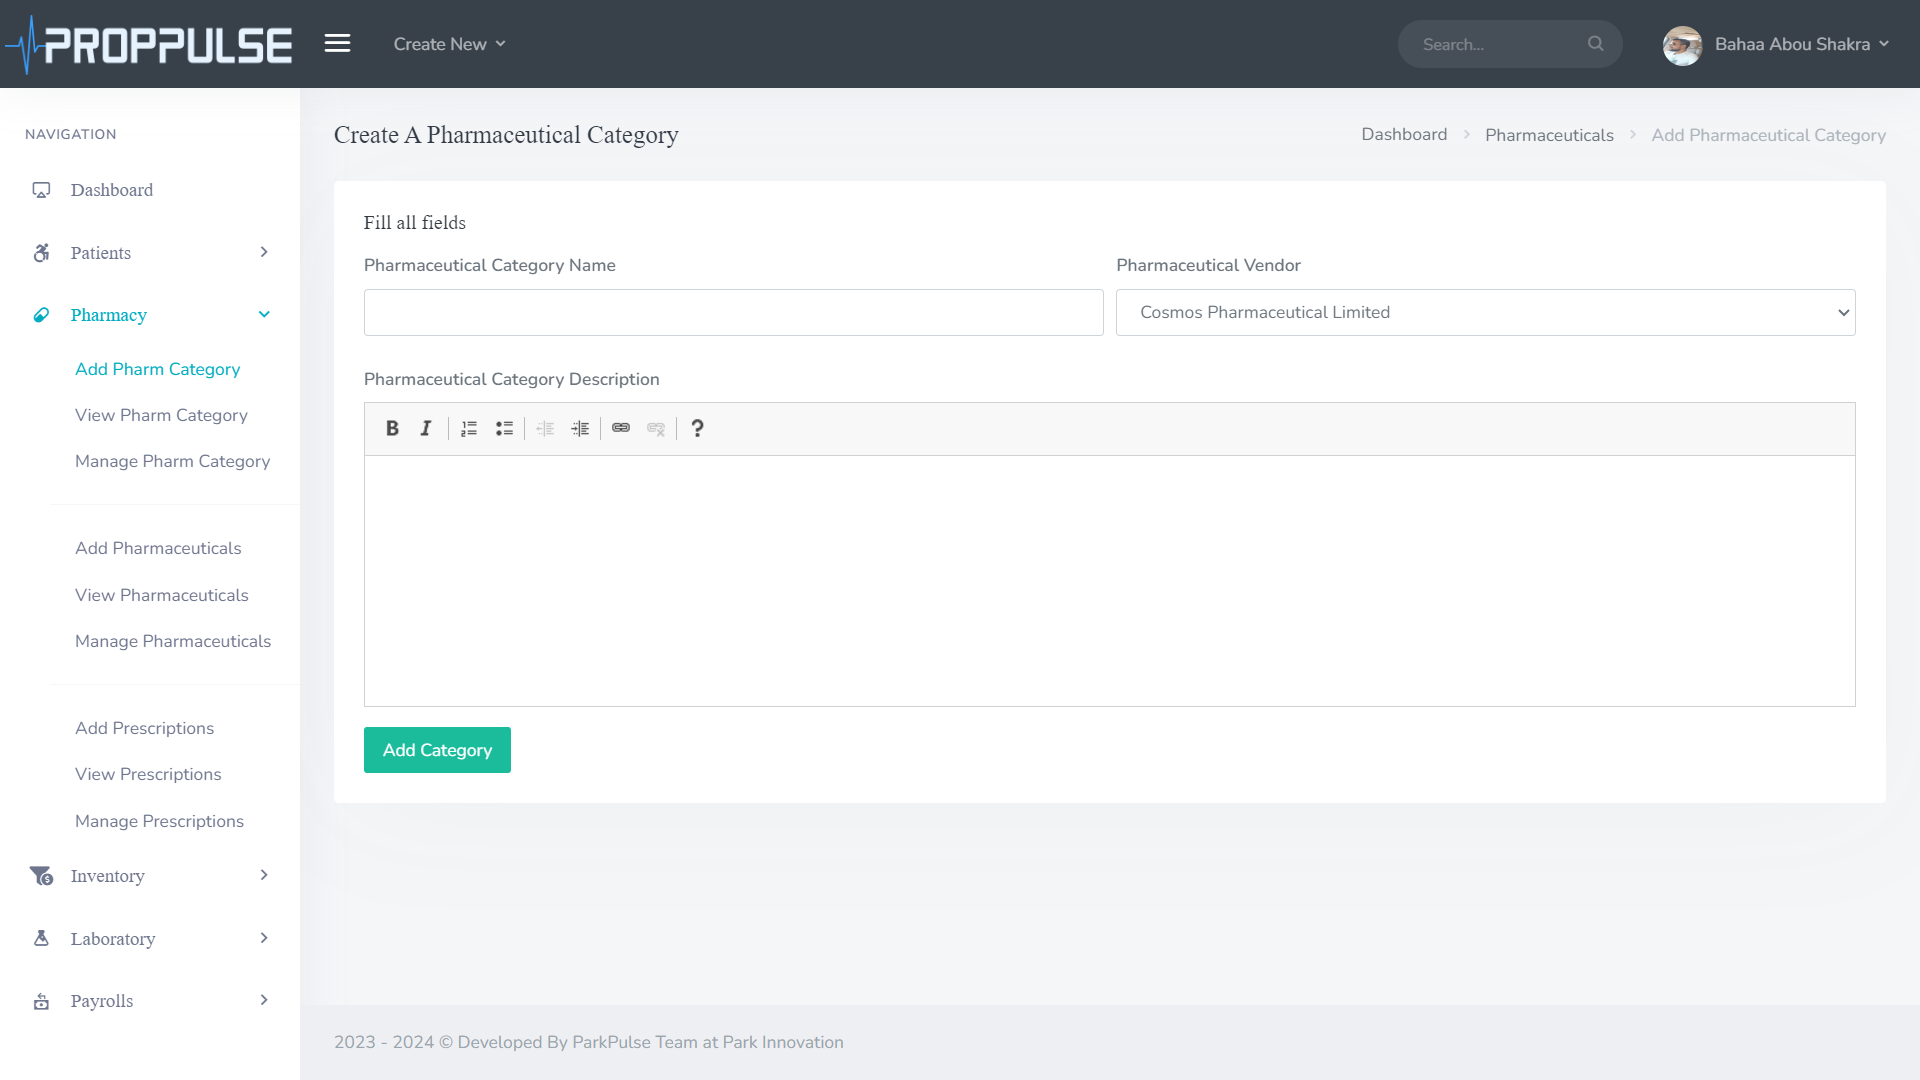 PROPPULSE
Create New
Search...
Bahaa Abou Shakra
NAVIGATION
Dashboard
Patients
Pharmacy
Add Pharm Category
View Pharm Category
Manage Pharm Category
Add Pharmaceuticals
View Pharmaceuticals
Manage Pharmaceuticals
Add Prescriptions
View Prescriptions
Manage Prescriptions
Inventory
Laboratory
Payrolls
Create A Pharmaceutical Category
Dashboard > Pharmaceuticals > Add Pharmaceutical Category
Fill all fields
Pharmaceutical Category Name
Pharmaceutical Vendor
Cosmos Pharmaceutical Limited
Pharmaceutical Category Description
B I ?
Add Category
2023 - 2024 © Developed By ParkPulse Team at Park Innovation